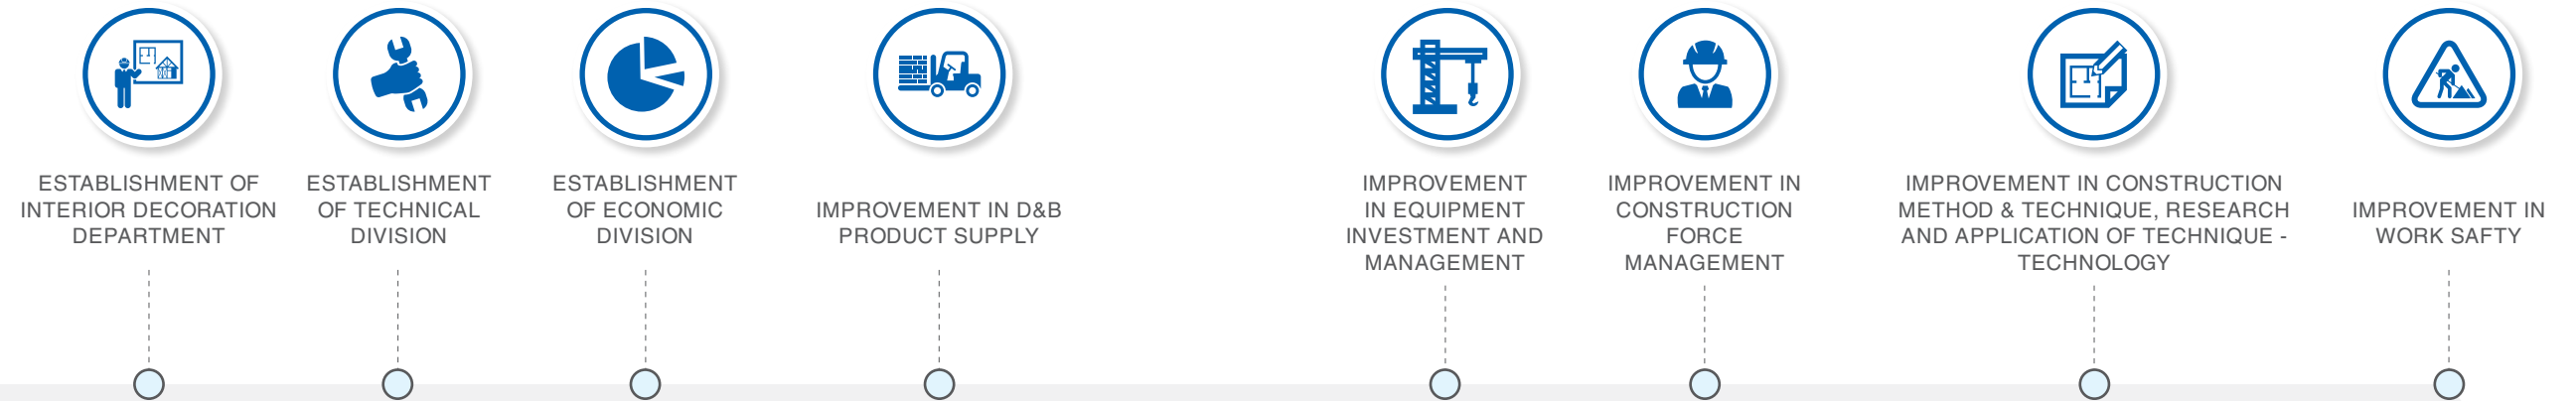 ESTABLISHMENT OF
INTERIOR DECORATION
DEPARTMENT
ESTABLISHMENT
OF TECHNICAL
DIVISION
ESTABLISHMENT
OF ECONOMIC
DIVISION
IMPROVEMENT IN D&B
PRODUCT SUPPLY
IMPROVEMENT
IN EQUIPMENT
INVESTMENT AND
MANAGEMENT
IMPROVEMENT IN
CONSTRUCTION
FORCE
MANAGEMENT
IMPROVEMENT IN CONSTRUCTION
METHOD & TECHNIQUE, RESEARCH
AND APPLICATION OF TECHNIQUE -
TECHNOLOGY
IMPROVEMENT IN
WORK SAFTY